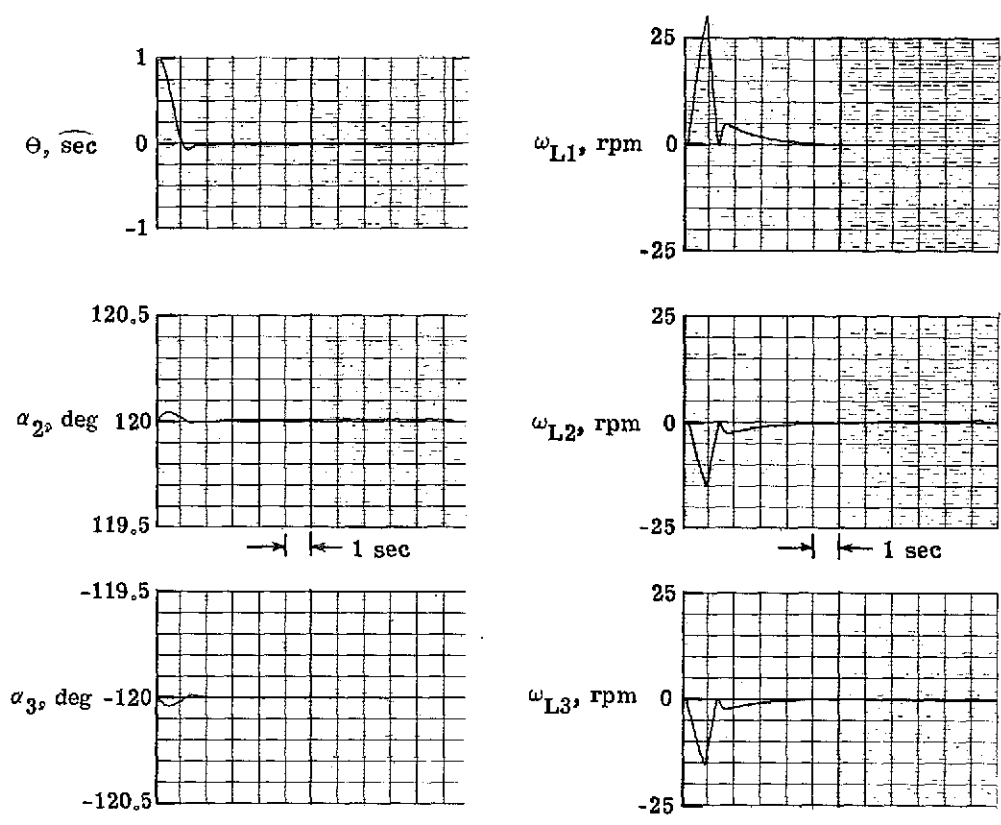 1
Θ, sec
0
-1
25
ω_L1, rpm
0
-25
120.5
α_2, deg
120
119.5
1 sec
25
ω_L2, rpm
0
-25
1 sec
-119.5
α_3, deg
-120
-120.5
25
ω_L3, rpm
0
-25